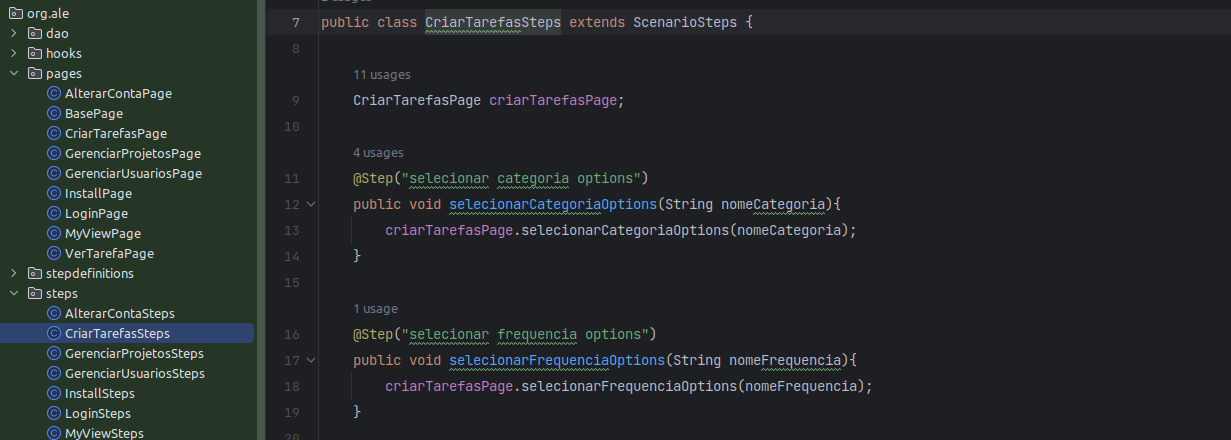 org.ale
dao
hooks
pages
AlterarContaPage
BasePage
CriarTarefasPage
GerenciarProjetosPage
GerenciarUsuariosPage
InstallPage
LoginPage
MyViewPage
VerTarefaPage
stepdefinitions
steps
AlterarContaSteps
CriarTarefasSteps
GerenciarProjetosSteps
GerenciarUsuariosSteps
InstallSteps
LoginSteps
MyViewSteps
7 public class CriarTarefasSteps extends ScenarioSteps {
8
11 usages
9 CriarTarefasPage criarTarefasPage;
10
4 usages
11 @Step("selecionar categoria options")
12 public void selecionarCategoriaOptions(String nomeCategoria){
13 criarTarefasPage.selecionarCategoriaOptions(nomeCategoria);
14 }
15
1 usage
16 @Step("selecionar frequencia options")
17 public void selecionarFrequenciaOptions(String nomeFrequencia){
18 criarTarefasPage.selecionarFrequenciaOptions(nomeFrequencia);
19 }
20